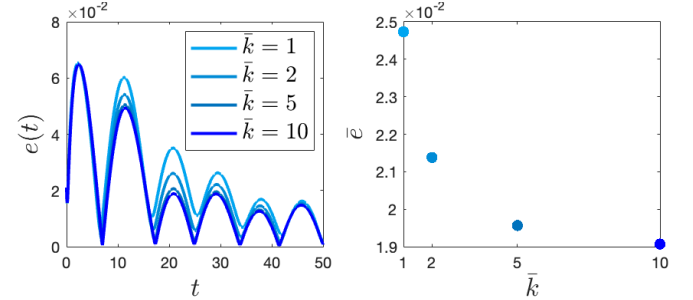 ×10⁻²
8
6
4
2
0
e(t)
0 10 20 30 40 50
t
k̄ = 1
k̄ = 2
k̄ = 5
k̄ = 10
×10⁻²
2.5
2.4
2.3
2.2
2.1
2
1.9
ē
1 2 5 10
k̄